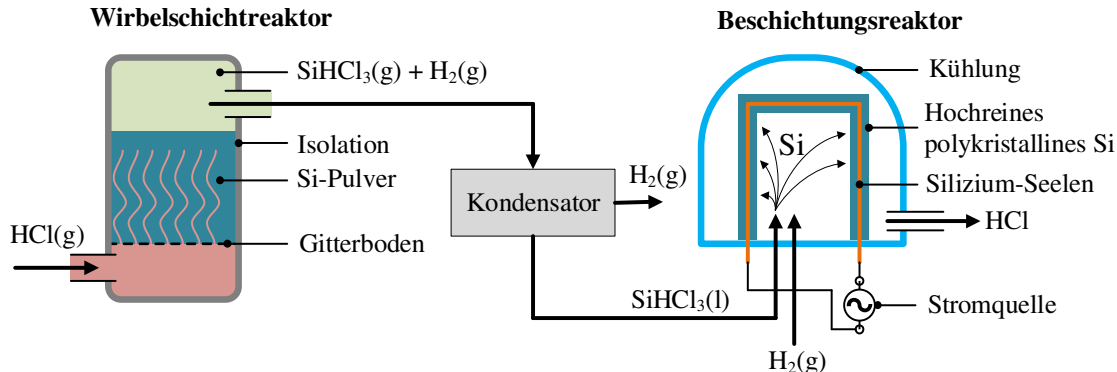 Wirbelschichtreaktor
SiHCl₃(g) + H₂(g)
Isolation
Si-Pulver
HCl(g)
Gitterboden
Kondensator
H₂(g)
SiHCl₃(l)
Beschichtungsreaktor
Kühlung
Hochreines
polykristallines Si
Si
Silizium-Seelen
HCl
Stromquelle
H₂(g)